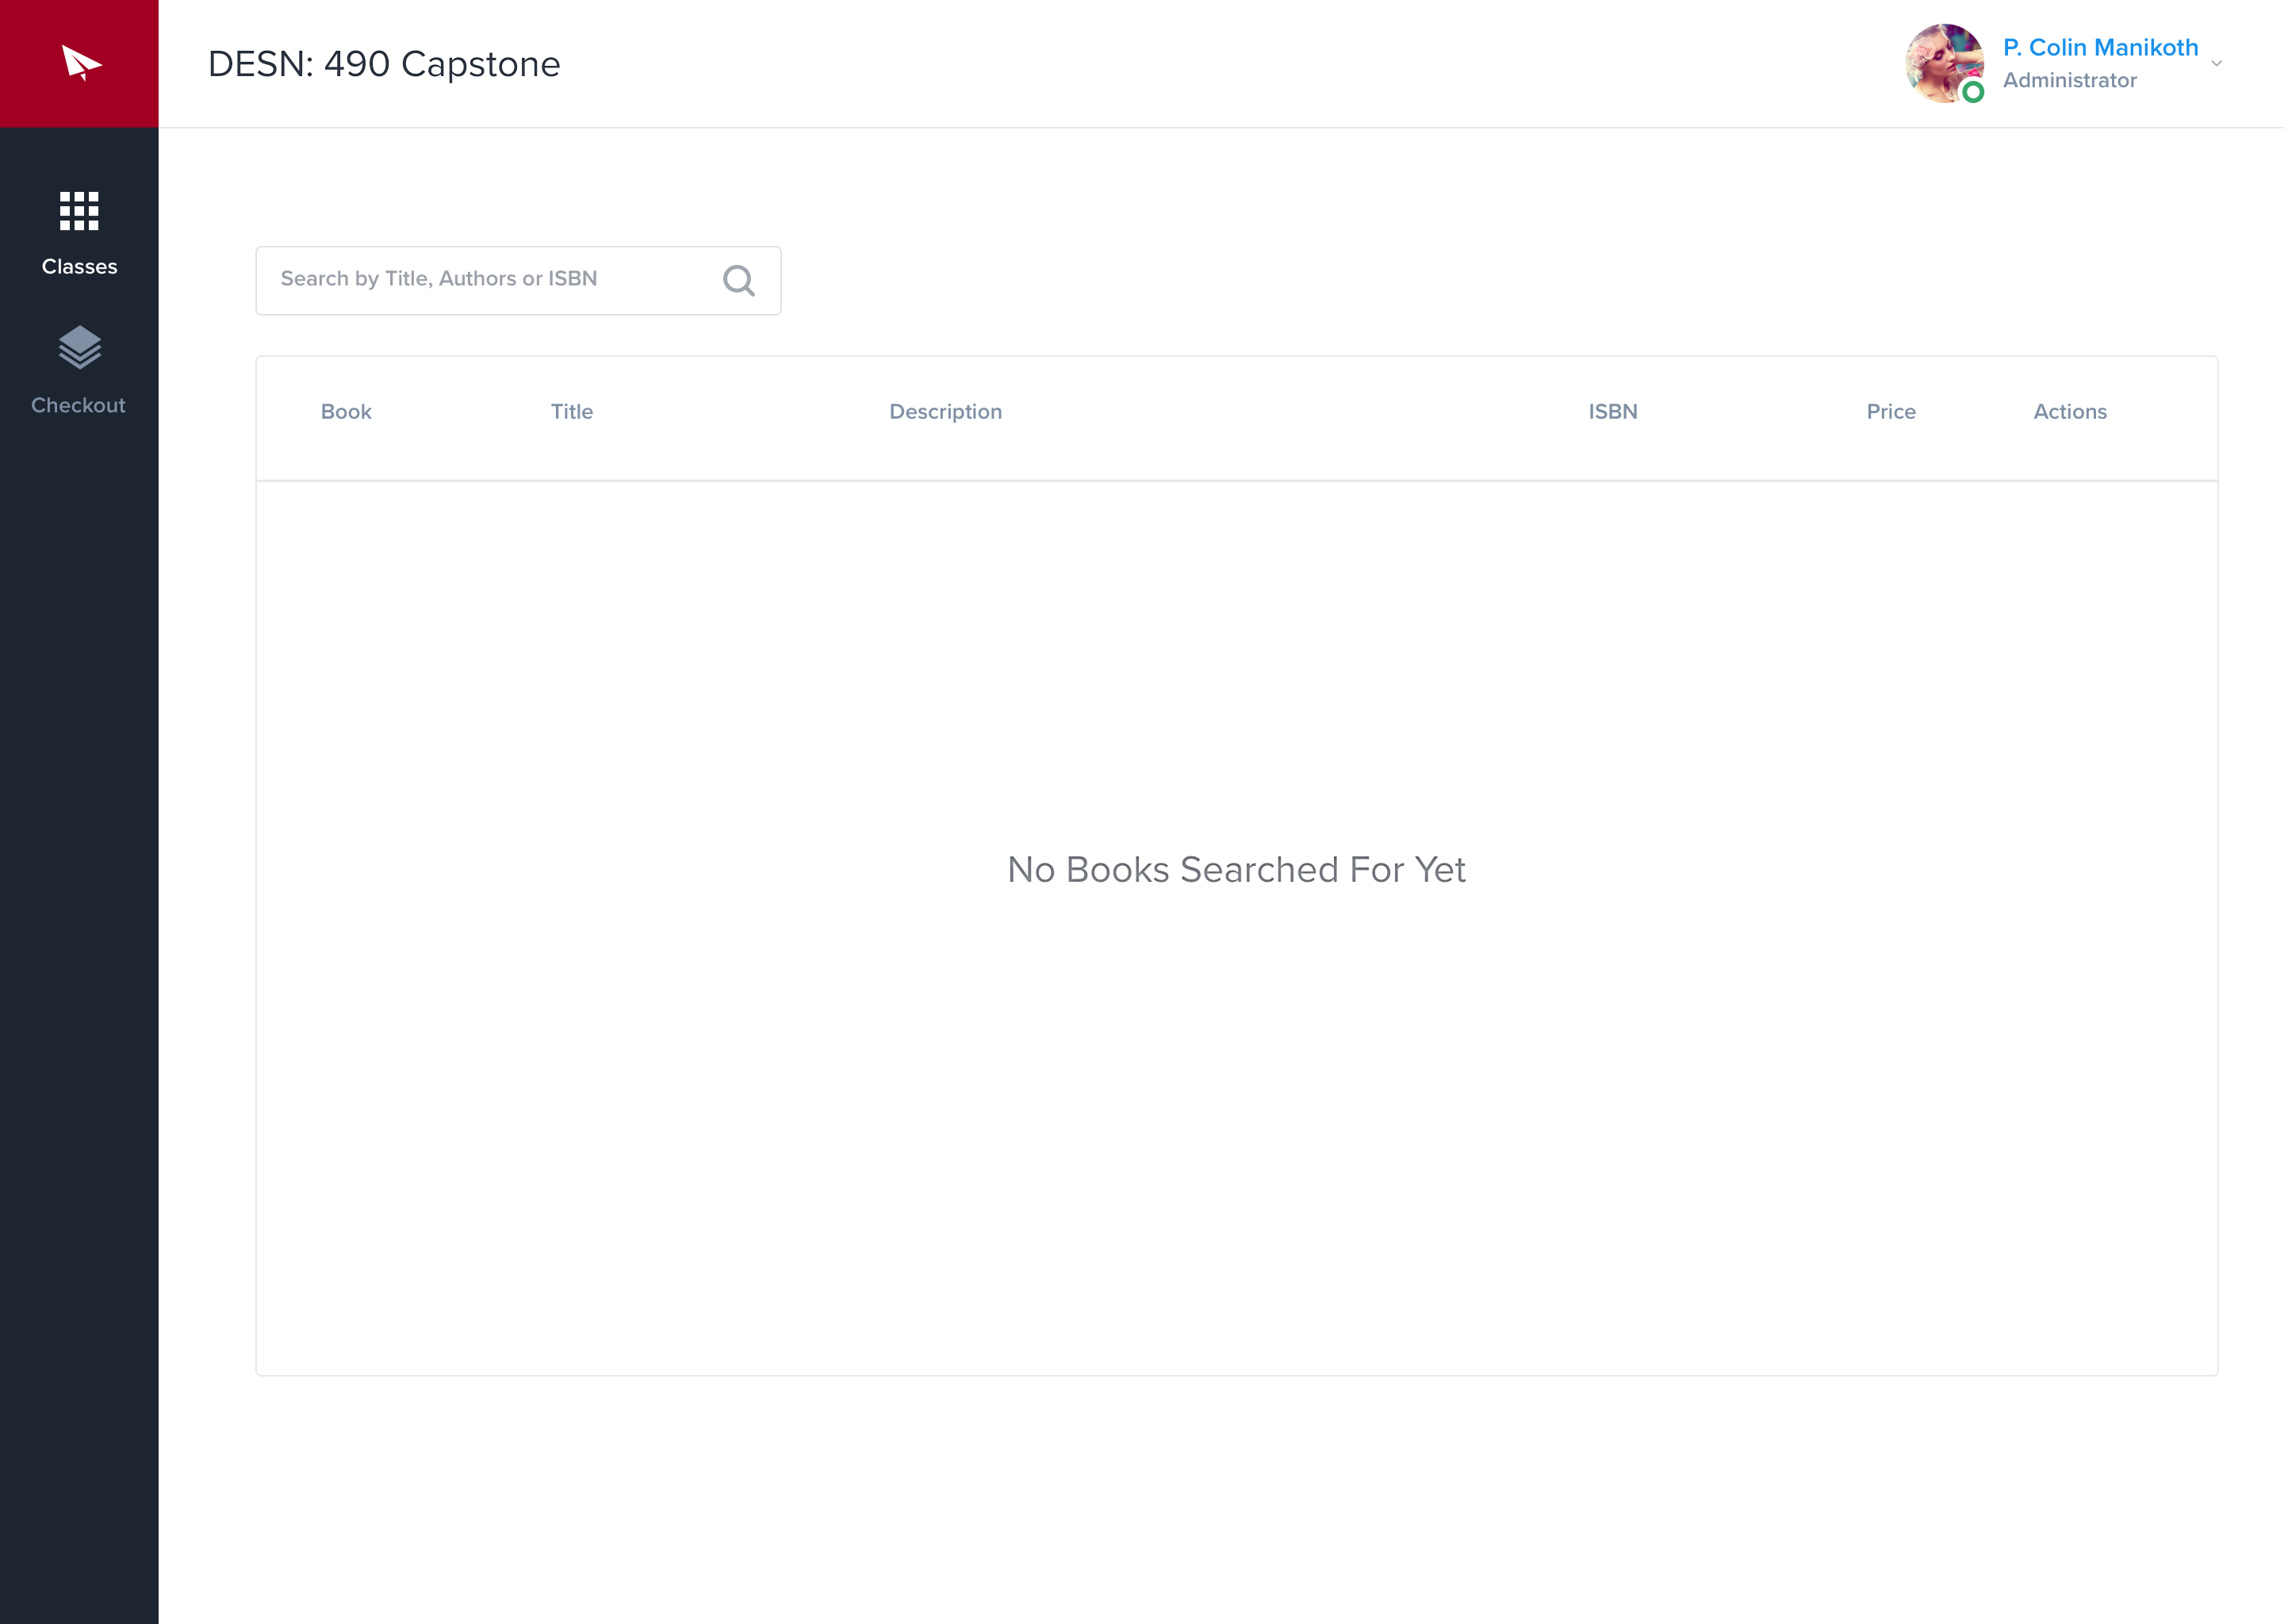 DESN: 490 Capstone
P. Colin Manikoth
Administrator
Classes
Checkout
Search by Title, Authors or ISBN
Book Title Description ISBN Price Actions
No Books Searched For Yet